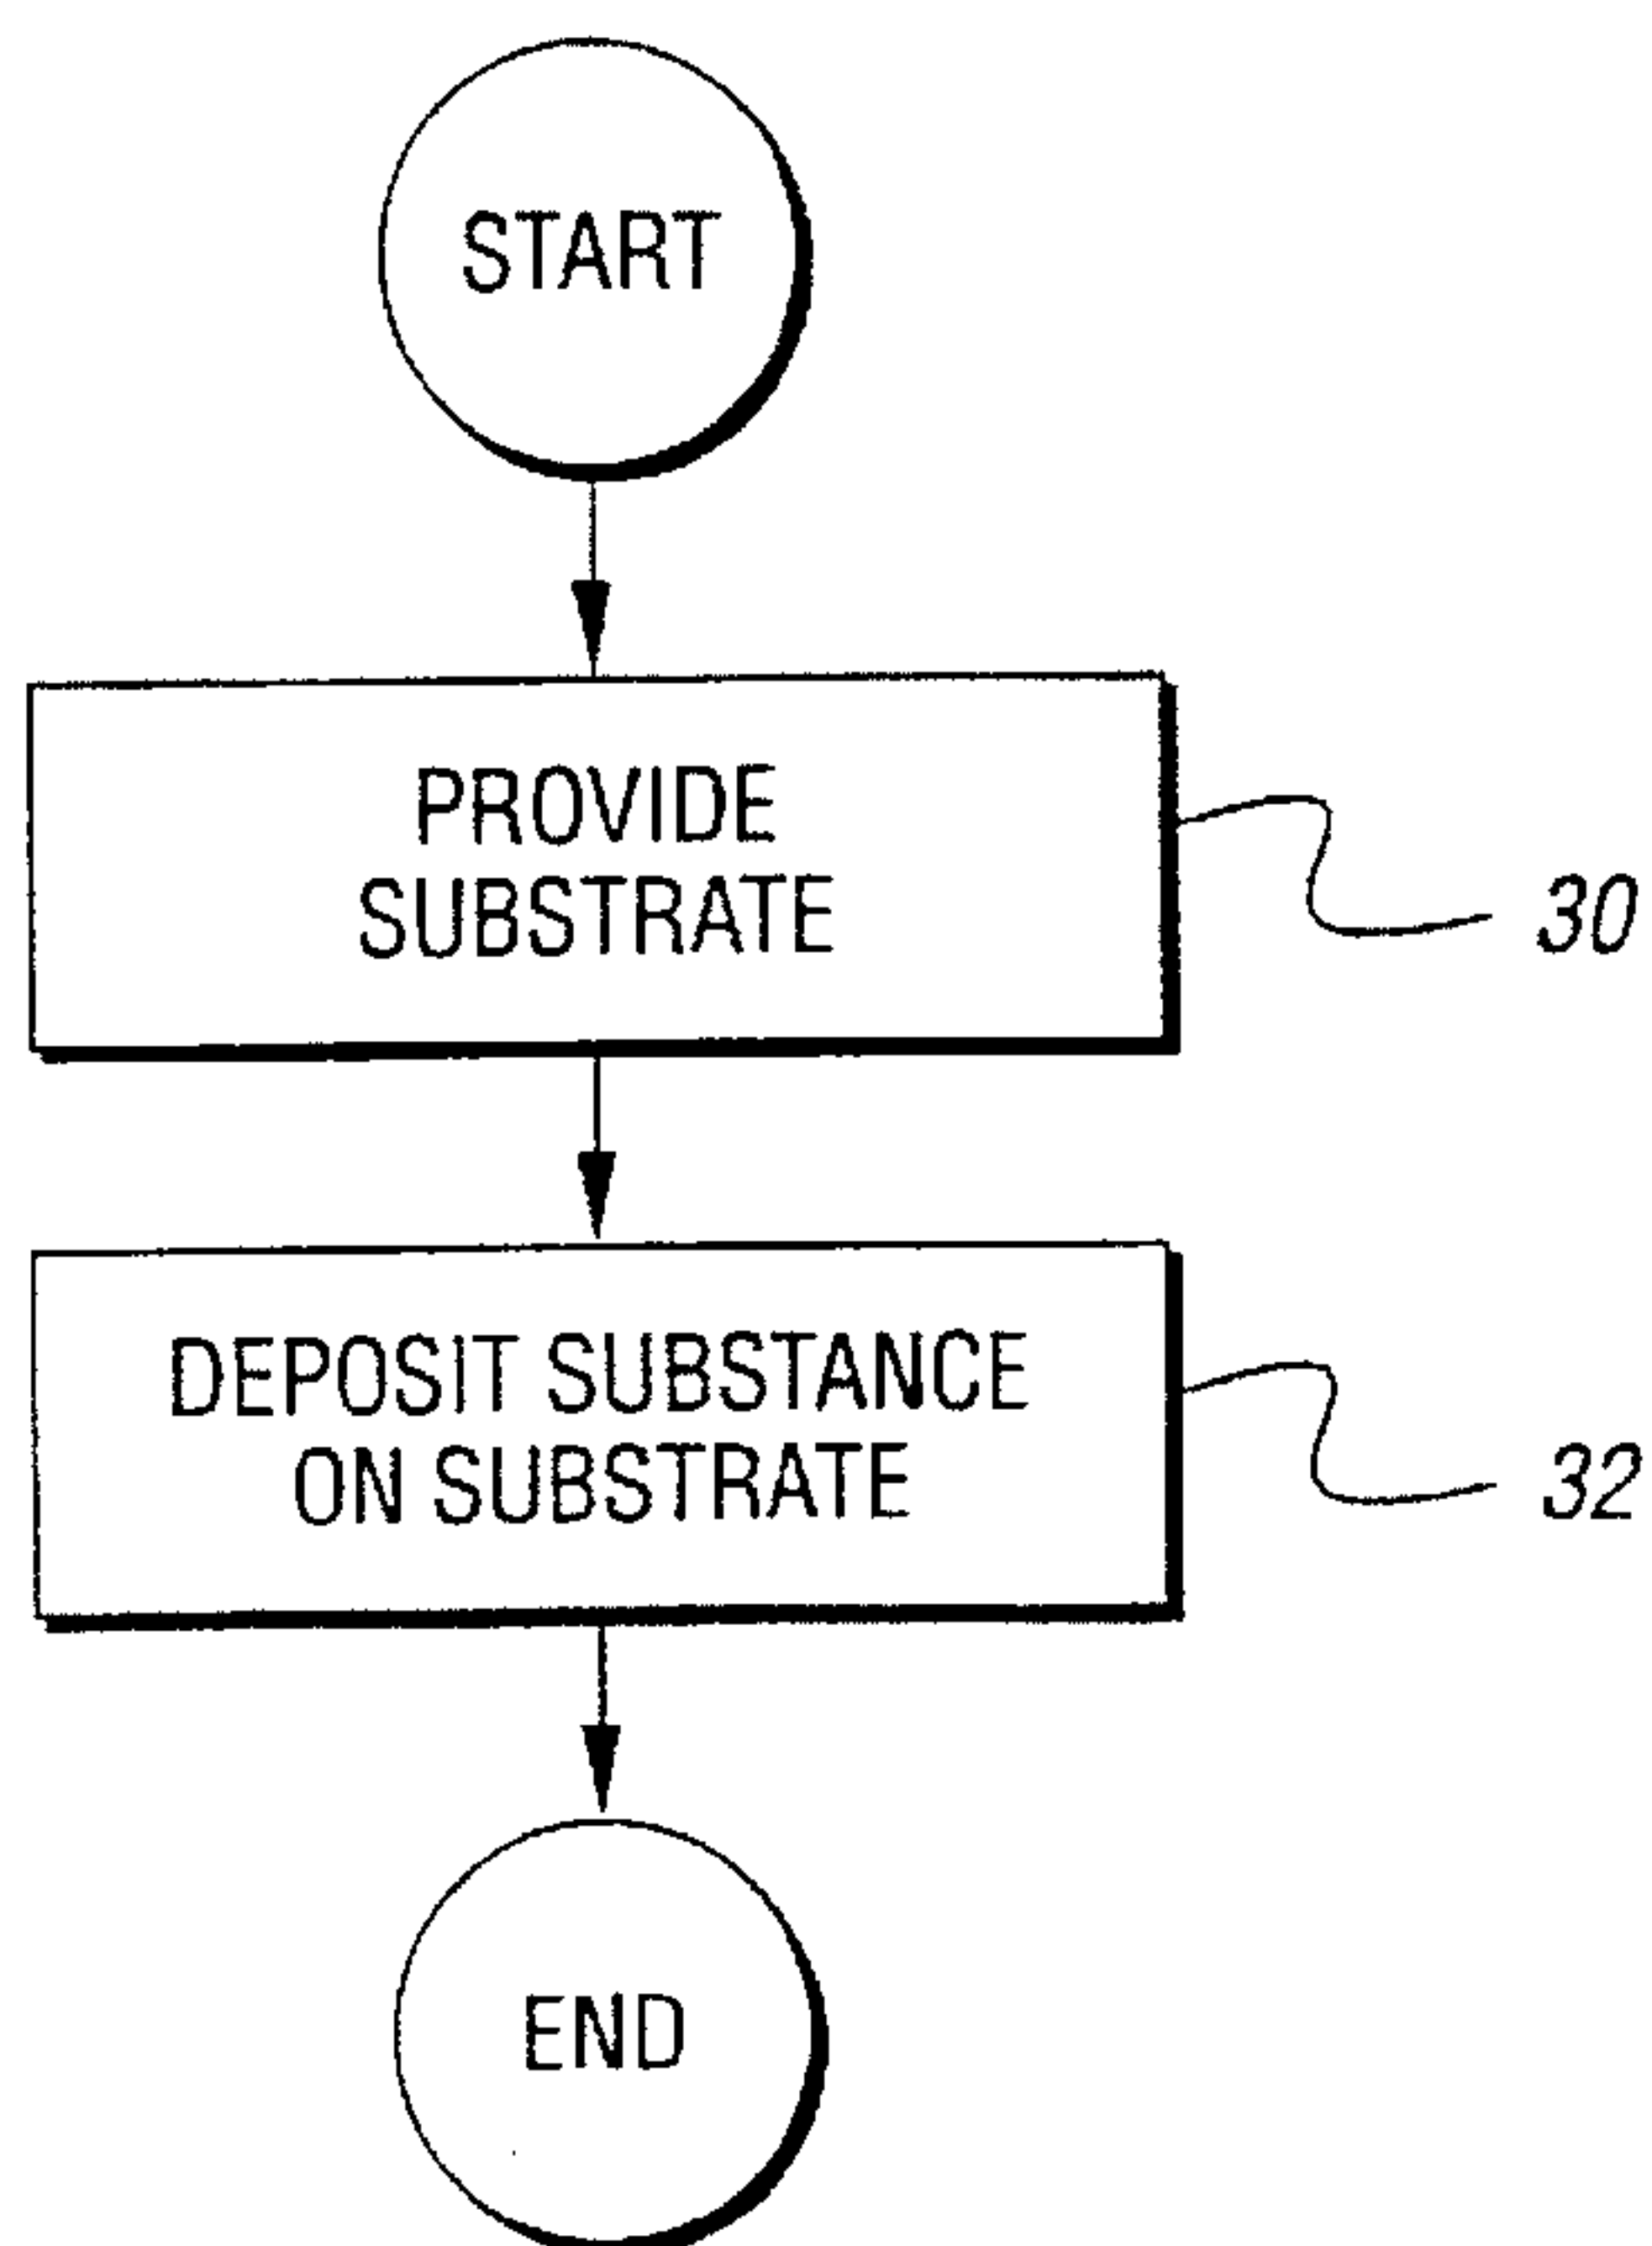 START
PROVIDE
SUBSTRATE
30
DEPOSIT SUBSTANCE
ON SUBSTRATE
32
END